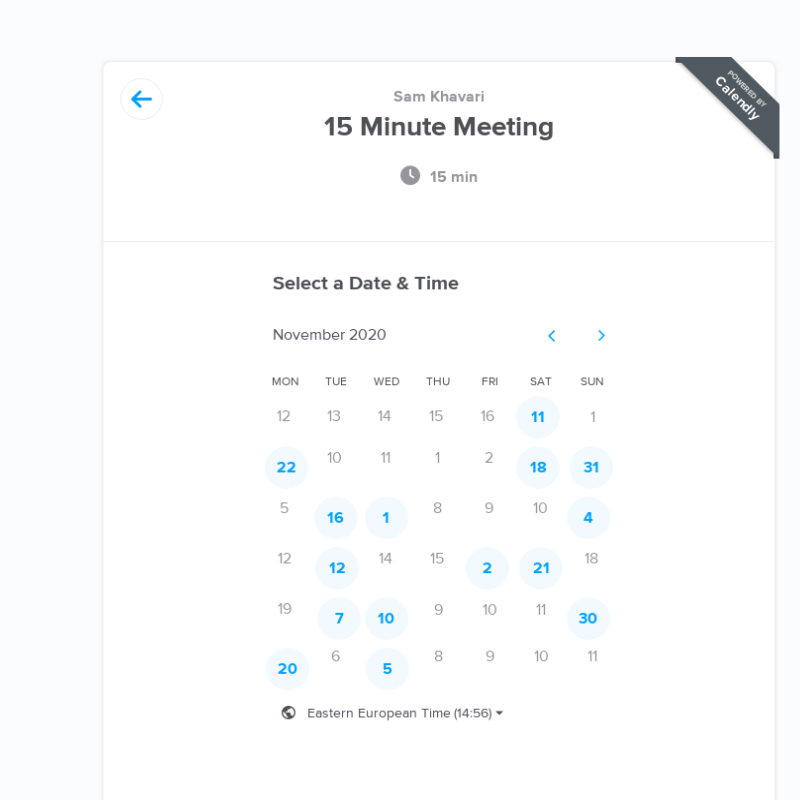 POWERED BY
Calendly
Sam Khavari
15 Minute Meeting
15 min
Select a Date & Time
November 2020
MON TUE WED THU FRI SAT SUN
12 13 14 15 16 11 1
22 10 11 1 2 18 31
5 16 1 8 9 10 4
12 12 14 15 2 21 18
19 7 10 9 10 11 30
20 6 5 8 9 10 11
Eastern European Time (14:56)